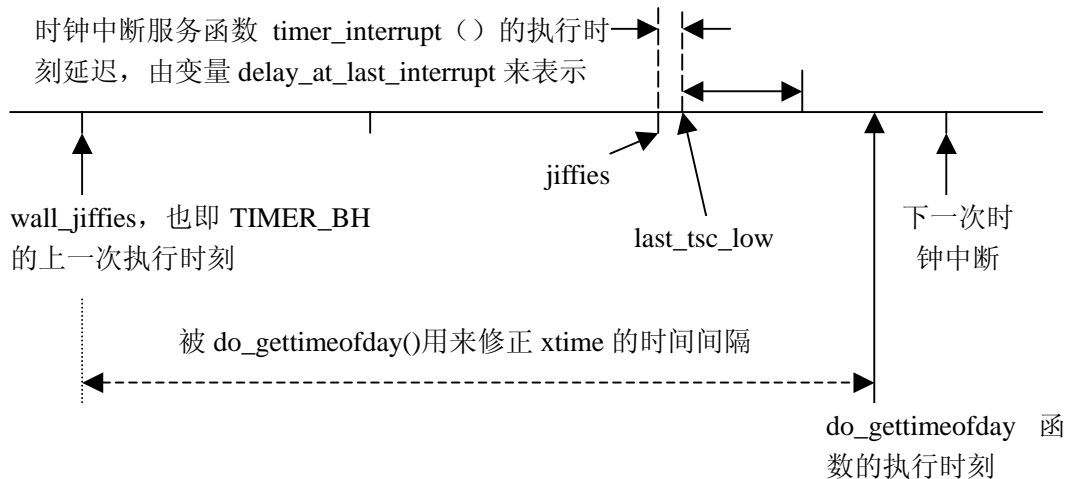 时钟中断服务函数 timer_interrupt（）的执行时
刻延迟，由变量 delay_at_last_interrupt 来表示
jiffies
wall_jiffies，也即 TIMER_BH
的上一次执行时刻
last_tsc_low
下一次时
钟中断
被 do_gettimeofday()用来修正 xtime 的时间间隔
do_gettimeofday 函
数的执行时刻